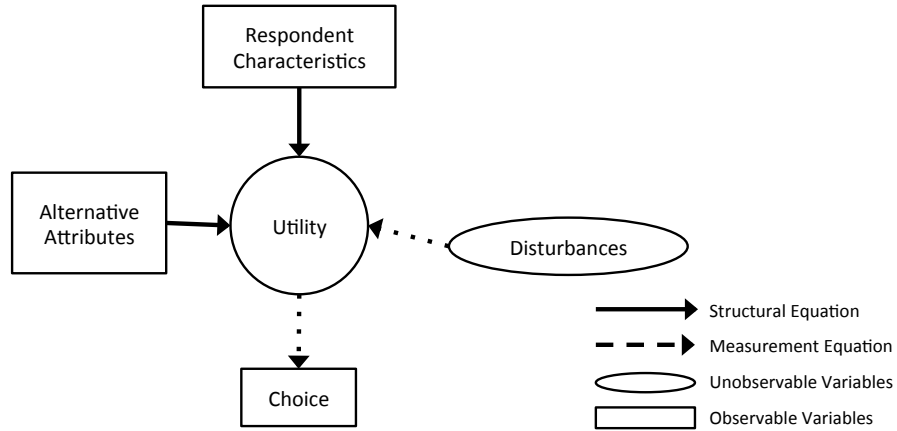 Respondent
Characteristics
Alternative
Attributes
Utility
Disturbances
Choice
Structural Equation
Measurement Equation
Unobservable Variables
Observable Variables